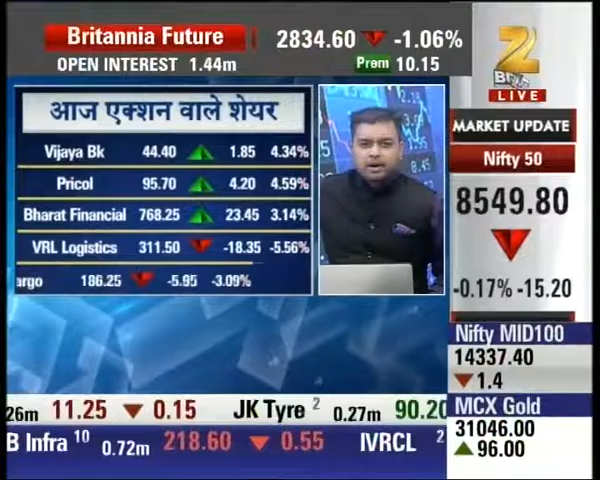 Britannia Future
2834.60 -1.06%
OPEN INTEREST 1.44m
Prem 10.15
LIVE
आज एक्शन वाले शेयर
Vijaya Bk 44.40 1.85 4.34%
Pricol 95.70 4.20 4.59%
Bharat Financial 768.25 23.45 3.14%
VRL Logistics 311.50 -18.35 -5.56%
argo 186.25 -5.95 -3.09%
MARKET UPDATE
Nifty 50
8549.80
-0.17% -15.20
Nifty MID100
14337.40
1.4
MCX Gold
31046.00
96.00
26m 11.25 0.15 JK Tyre 2 0.27m 90.20
B Infra 10 0.72m 218.60 0.55 IVRCL 2